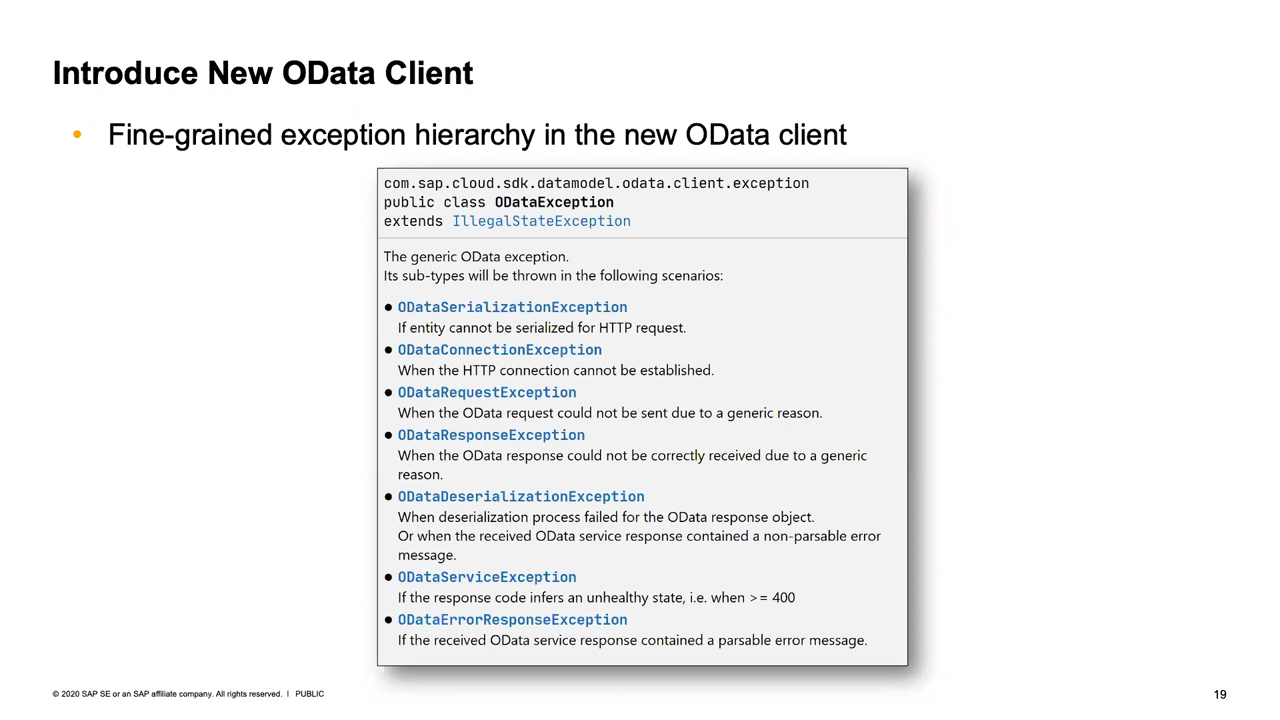 Introduce New OData Client
• Fine-grained exception hierarchy in the new OData client
com.sap.cloud.sdk.datamodel.odata.client.exception
public class ODataException
extends IllegalStateException
The generic OData exception.
Its sub-types will be thrown in the following scenarios:
● ODataSerializationException
If entity cannot be serialized for HTTP request.
● ODataConnectionException
When the HTTP connection cannot be established.
● ODataRequestException
When the OData request could not be sent due to a generic reason.
● ODataResponseException
When the OData response could not be correctly received due to a generic
reason.
● ODataDeserializationException
When deserialization process failed for the OData response object.
Or when the received OData service response contained a non-parsable error
message.
● ODataServiceException
If the response code infers an unhealthy state, i.e. when >= 400
● ODataErrorResponseException
If the received OData service response contained a parsable error message.
© 2020 SAP SE or an SAP affiliate company. All rights reserved. I PUBLIC
19